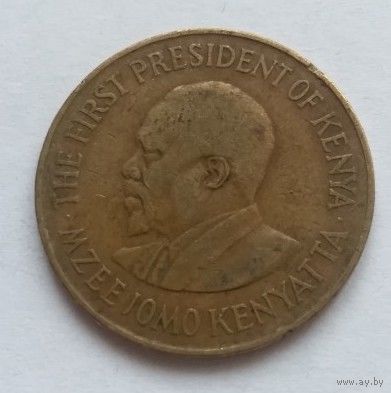 · THE FIRST PRESIDENT OF KENYA ·
MZEE JOMO KENYATTA
www.ay.by